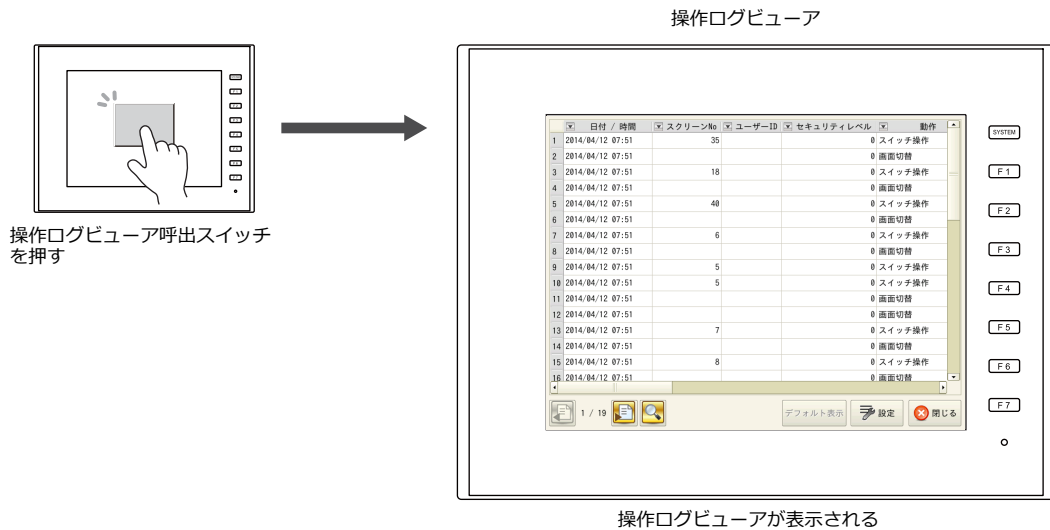 操作ログビューア
操作ログビューア呼出スイッチ
を押す
日付 / 時間 スクリーンNo ユーザーID セキュリティレベル 動作
1 2014/04/12 07:51 35 0 スイッチ操作
2 2014/04/12 07:51 0 画面切替
3 2014/04/12 07:51 18 0 スイッチ操作
4 2014/04/12 07:51 0 画面切替
5 2014/04/12 07:51 40 0 スイッチ操作
6 2014/04/12 07:51 0 画面切替
7 2014/04/12 07:51 6 0 スイッチ操作
8 2014/04/12 07:51 0 画面切替
9 2014/04/12 07:51 5 0 スイッチ操作
10 2014/04/12 07:51 5 0 スイッチ操作
11 2014/04/12 07:51 0 画面切替
12 2014/04/12 07:51 0 画面切替
13 2014/04/12 07:51 7 0 スイッチ操作
14 2014/04/12 07:51 0 画面切替
15 2014/04/12 07:51 8 0 スイッチ操作
16 2014/04/12 07:51 0 画面切替
1 / 19 デフォルト表示 設定 閉じる
SYSTEM
F1
F2
F3
F4
F5
F6
F7
操作ログビューアが表示される